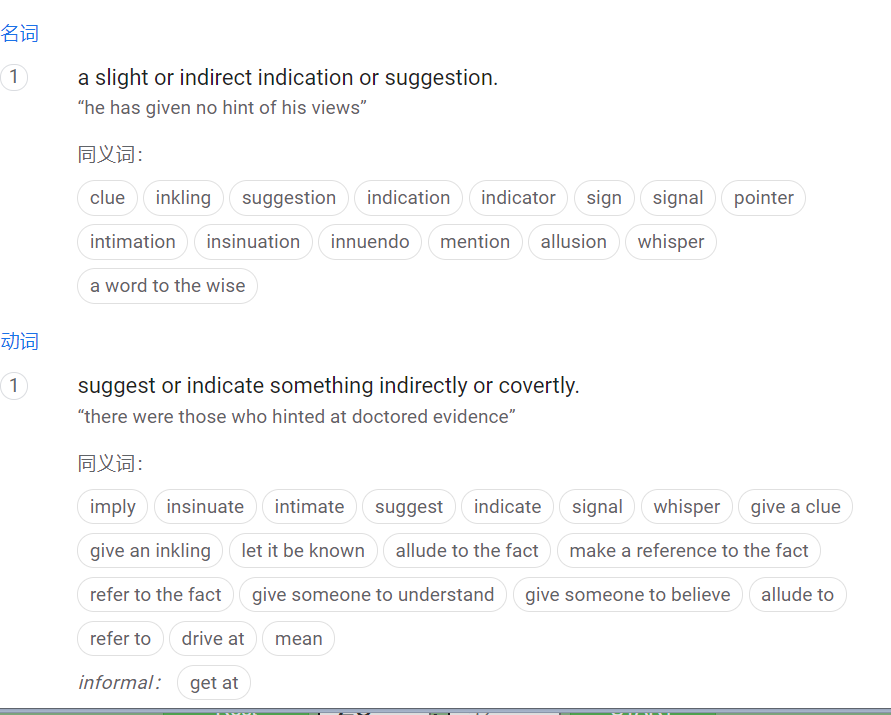 名词
1 a slight or indirect indication or suggestion.
“he has given no hint of his views”
同义词：
clue inkling suggestion indication indicator sign signal pointer
intimation insinuation innuendo mention allusion whisper
a word to the wise
动词
1 suggest or indicate something indirectly or covertly.
“there were those who hinted at doctored evidence”
同义词：
imply insinuate intimate suggest indicate signal whisper give a clue
give an inkling let it be known allude to the fact make a reference to the fact
refer to the fact give someone to understand give someone to believe allude to
refer to drive at mean
informal： get at